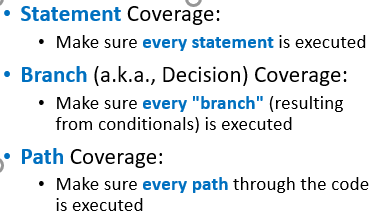 • Statement Coverage:
• Make sure every statement is executed
• Branch (a.k.a., Decision) Coverage:
• Make sure every "branch" (resulting
from conditionals) is executed
• Path Coverage:
• Make sure every path through the code
is executed